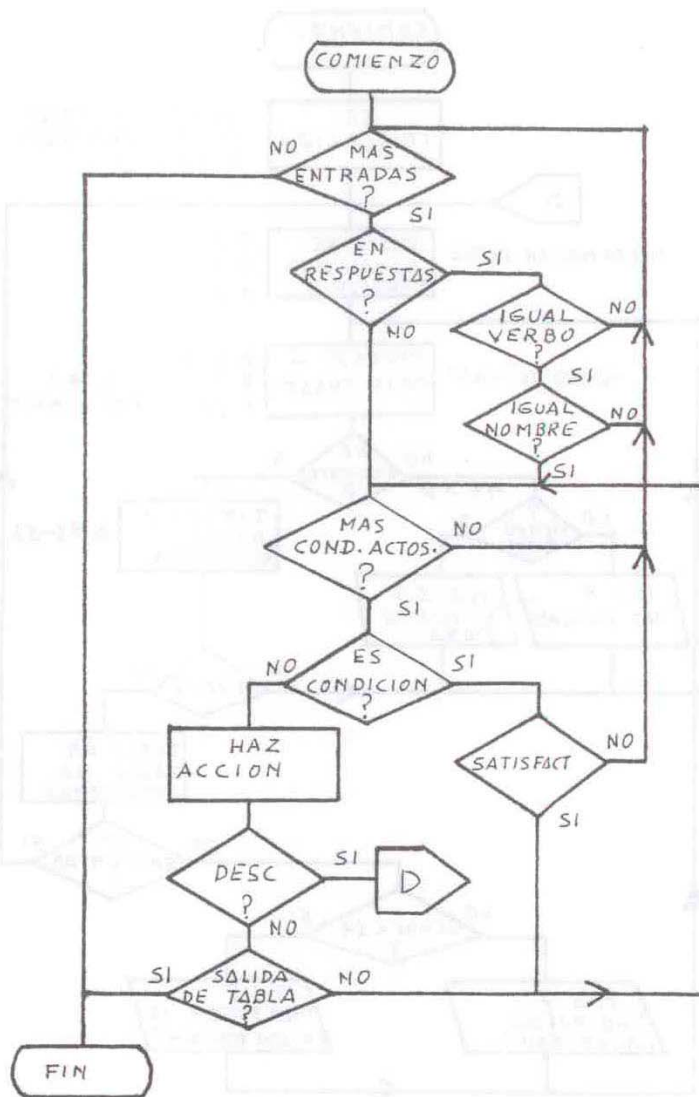 COMIENZO
NO
MAS
ENTRADAS
?
SI
EN
RESPUESTAS
?
SI
NO
IGUAL
VERBO
?
NO
SI
IGUAL
NOMBRE
?
NO
SI
MAS
COND. ACTOS.
?
NO
SI
ES
CONDICION
?
NO
SI
HAZ
ACCION
SATISFACT
NO
SI
DESC
?
SI
D
NO
SALIDA
DE TABLA
?
SI
NO
FIN